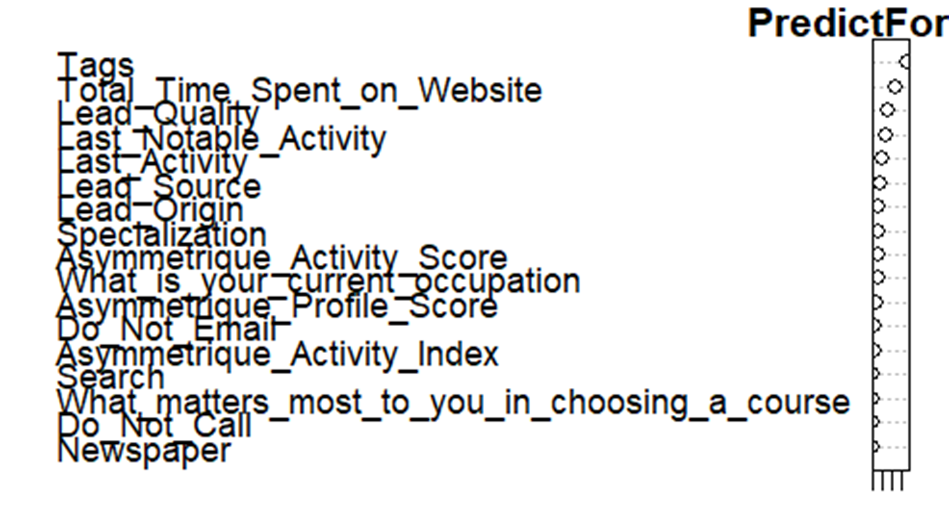 PredictFor
Tags
Total_Time_Spent_on_Website
Lead_Quality
Last_Notable_Activity
Last_Activity
Lead_Source
Lead_Origin
Specialization
Asymmetrique_Activity_Score
What_is_your_current_occupation
Asymmetrique_Profile_Score
Do_Not_Email
Asymmetrique_Activity_Index
Search
What_matters_most_to_you_in_choosing_a_course
Do_Not_Call
Newspaper